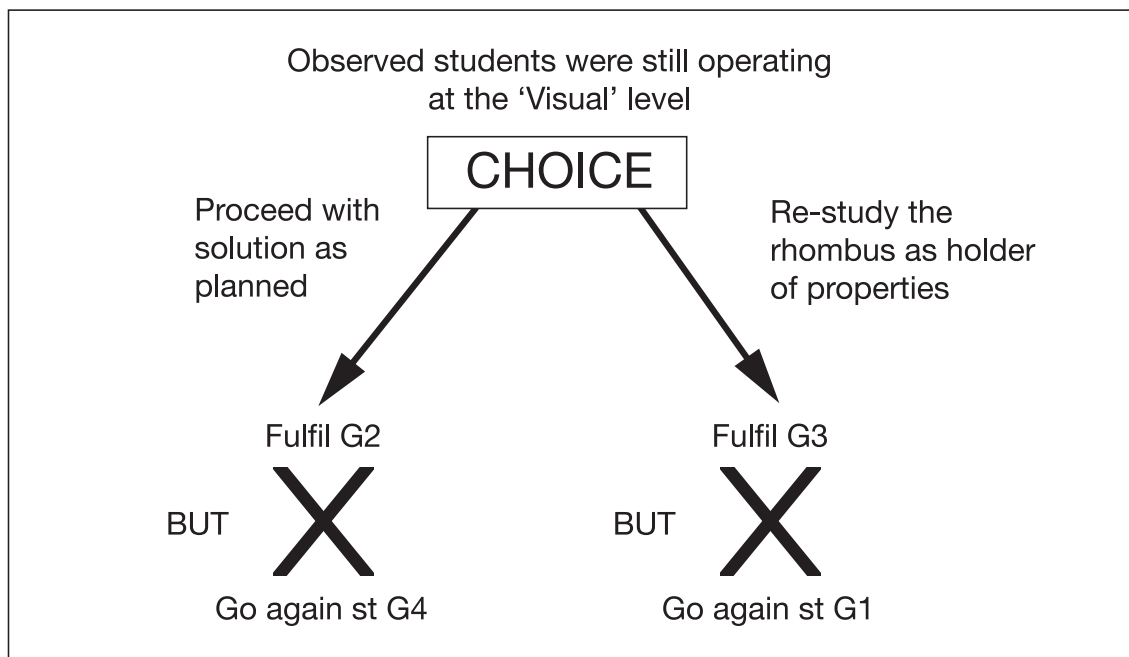 Observed students were still operating
at the ‘Visual’ level
CHOICE
Proceed with
solution as
planned
Re-study the
rhombus as holder
of properties
Fulfil G2
BUT
Go again st G4
Fulfil G3
BUT
Go again st G1